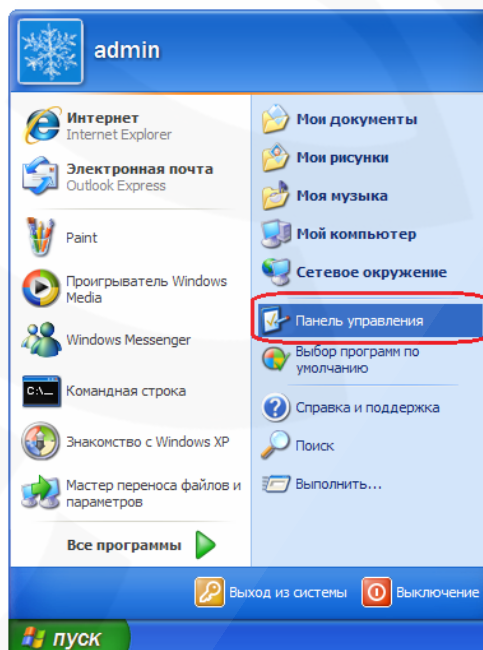 admin
Интернет
Internet Explorer
Электронная почта
Outlook Express
Paint
Проигрыватель Windows
Media
Windows Messenger
C:\_
Командная строка
Знакомство с Windows XP
Мастер переноса файлов и
параметров
Все программы
Мои документы
Мои рисунки
Моя музыка
Мой компьютер
Сетевое окружение
Панель управления
Выбор программ по
умолчанию
Справка и поддержка
Поиск
Выполнить...
Выход из системы
Выключение
пуск